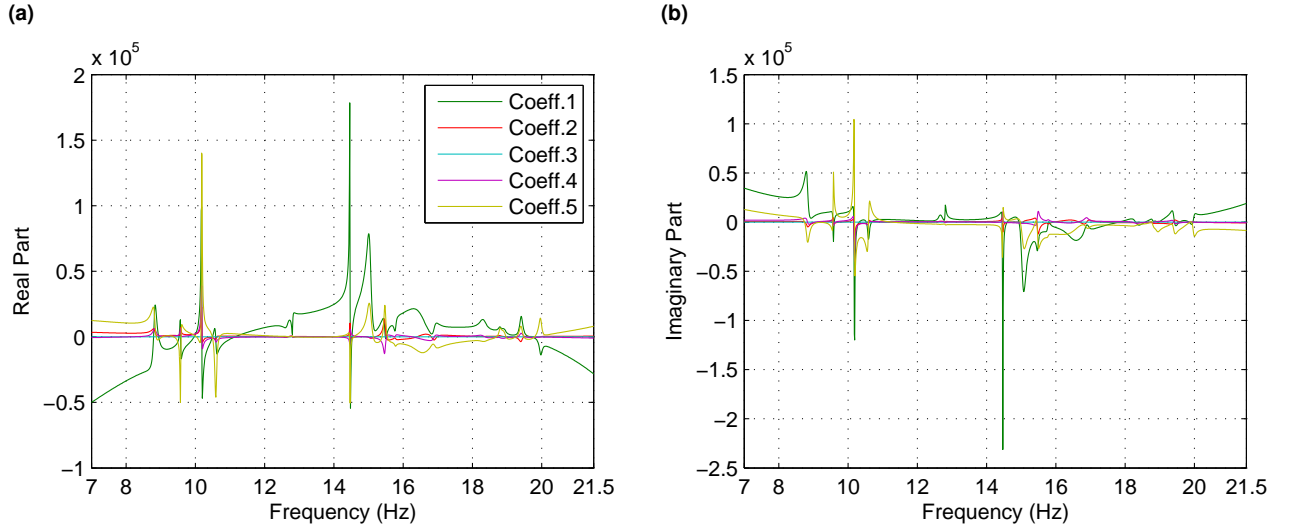 (a)
x 10^5
2
1.5
1
0.5
0
−0.5
−1
7 8 10 12 14 16 18 20 21.5
Frequency (Hz)
Real Part
Coeff.1
Coeff.2
Coeff.3
Coeff.4
Coeff.5
(b)
x 10^5
1.5
1
0.5
0
−0.5
−1
−1.5
−2
−2.5
7 8 10 12 14 16 18 20 21.5
Frequency (Hz)
Imaginary Part